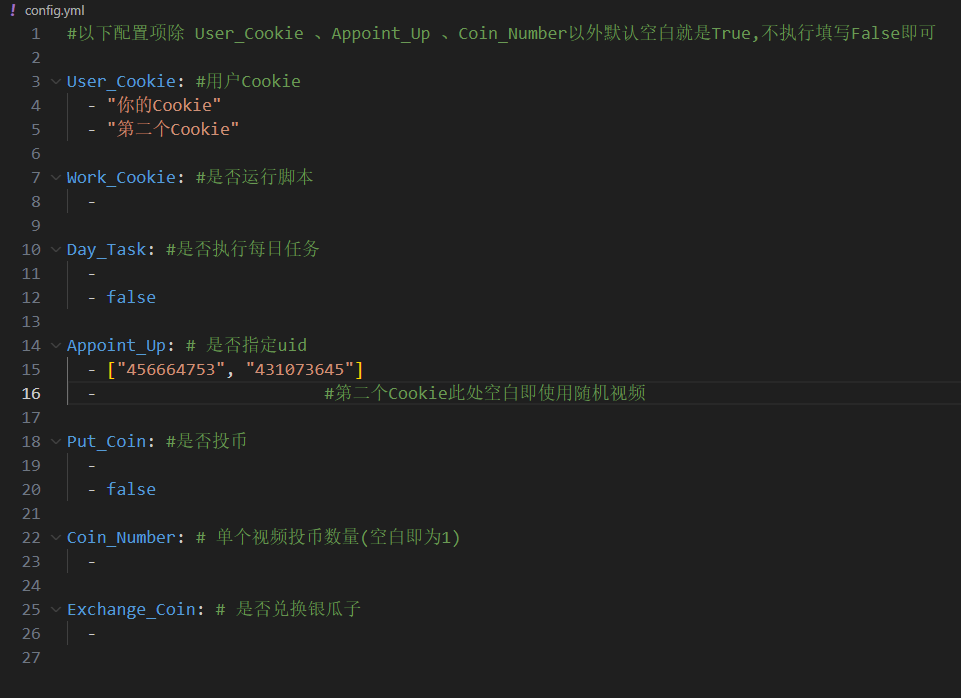 ! config.yml
1 #以下配置项除 User_Cookie 、Appoint_Up 、Coin_Number以外默认空白就是True,不执行填写False即可
2
3 User_Cookie: #用户Cookie
4 - "你的Cookie"
5 - "第二个Cookie"
6
7 Work_Cookie: #是否运行脚本
8 -
9
10 Day_Task: #是否执行每日任务
11 -
12 - false
13
14 Appoint_Up: # 是否指定uid
15 - ["456664753", "431073645"]
16 - #第二个Cookie此处空白即使用随机视频
17
18 Put_Coin: #是否投币
19 -
20 - false
21
22 Coin_Number: # 单个视频投币数量(空白即为1)
23 -
24
25 Exchange_Coin: # 是否兑换银瓜子
26 -
27